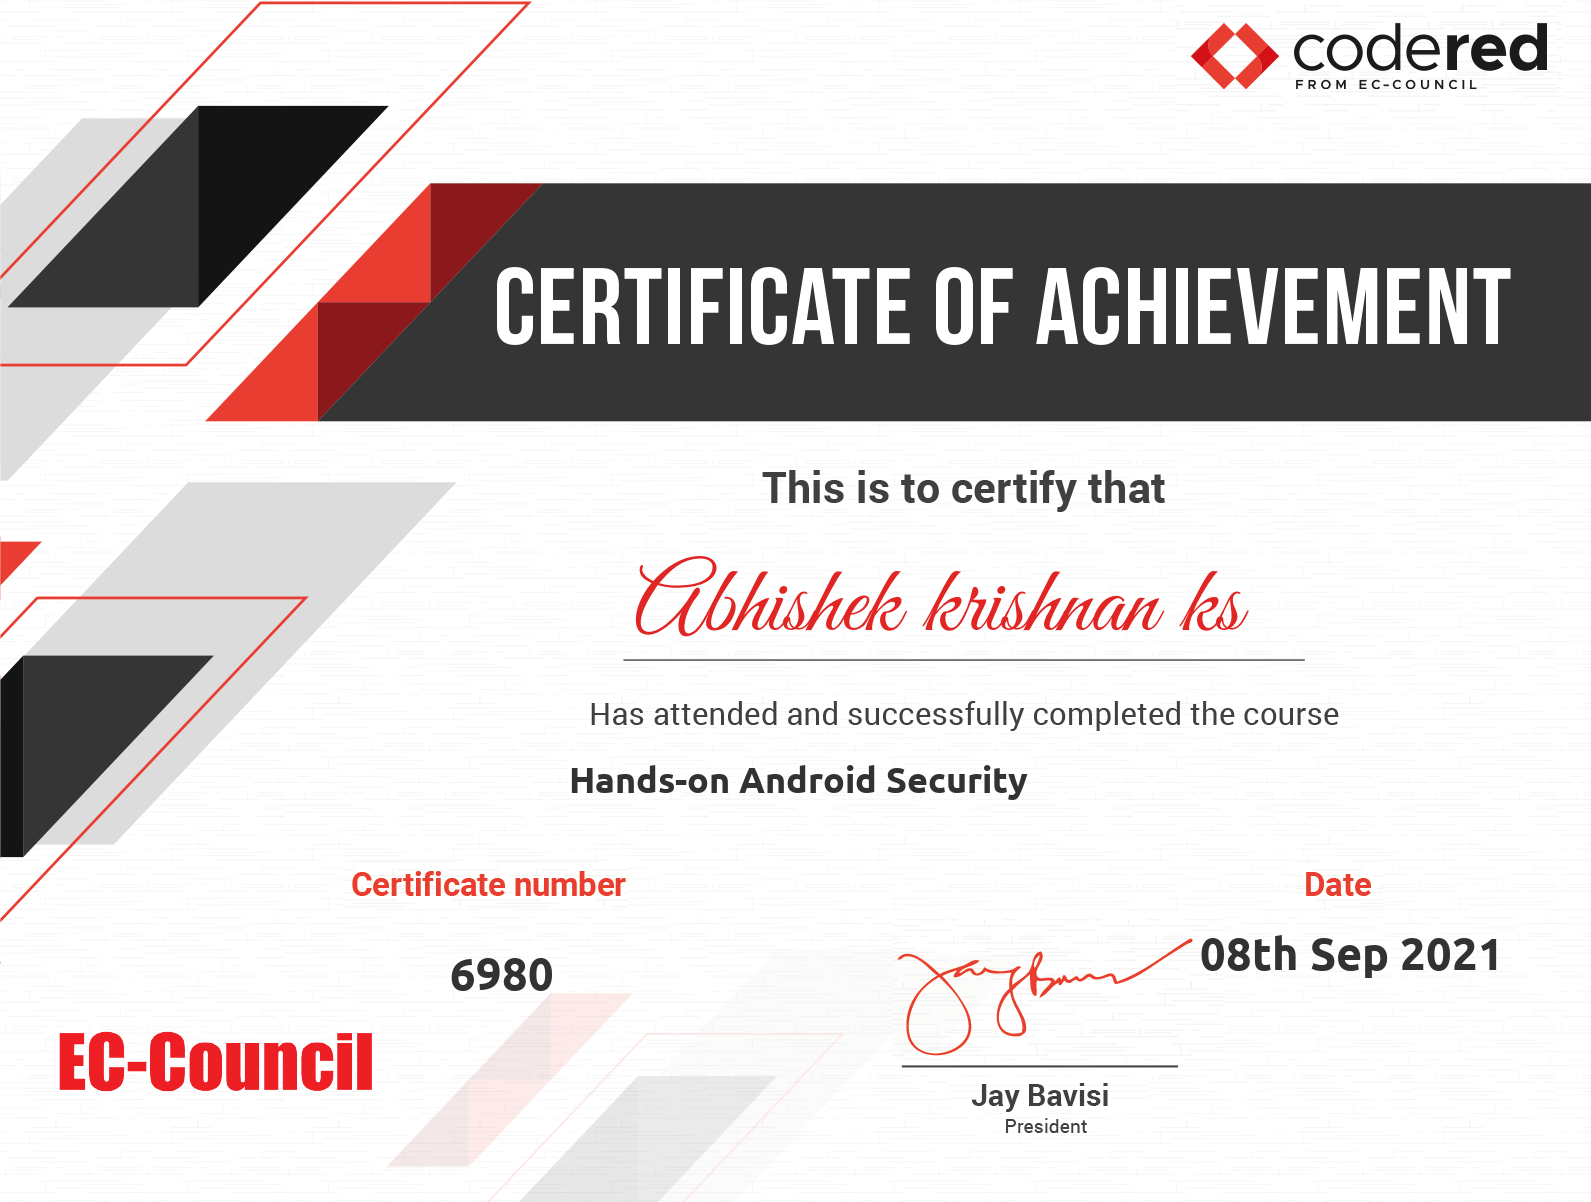 codered
FROM EC-COUNCIL
CERTIFICATE OF ACHIEVEMENT
This is to certify that
Abhishek krishnan ks
Has attended and successfully completed the course
Hands-on Android Security
Certificate number
Date
6980
08th Sep 2021
Jay Bavisi
EC-Council
Jay Bavisi
President